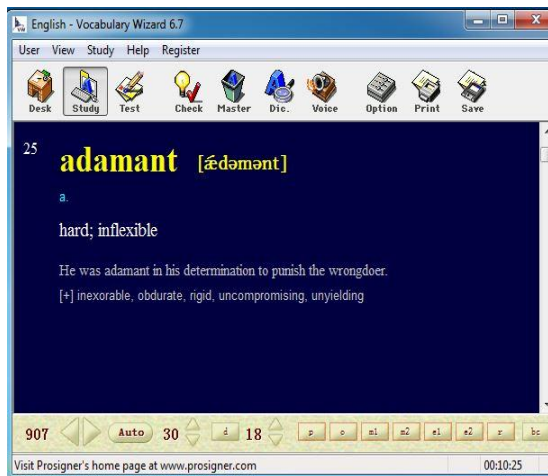 English - Vocabulary Wizard 6.7
User View Study Help Register
Desk Study Test Check Master Dic. Voice Option Print Save
25
adamant [ǽdəmənt]
a.
hard; inflexible
He was adamant in his determination to punish the wrongdoer.
[+] inexorable, obdurate, rigid, uncompromising, unyielding
907 Auto 30 d 18 p o m1 m2 e1 e2 r bc
Visit Prosigner's home page at www.prosigner.com 00:10:25